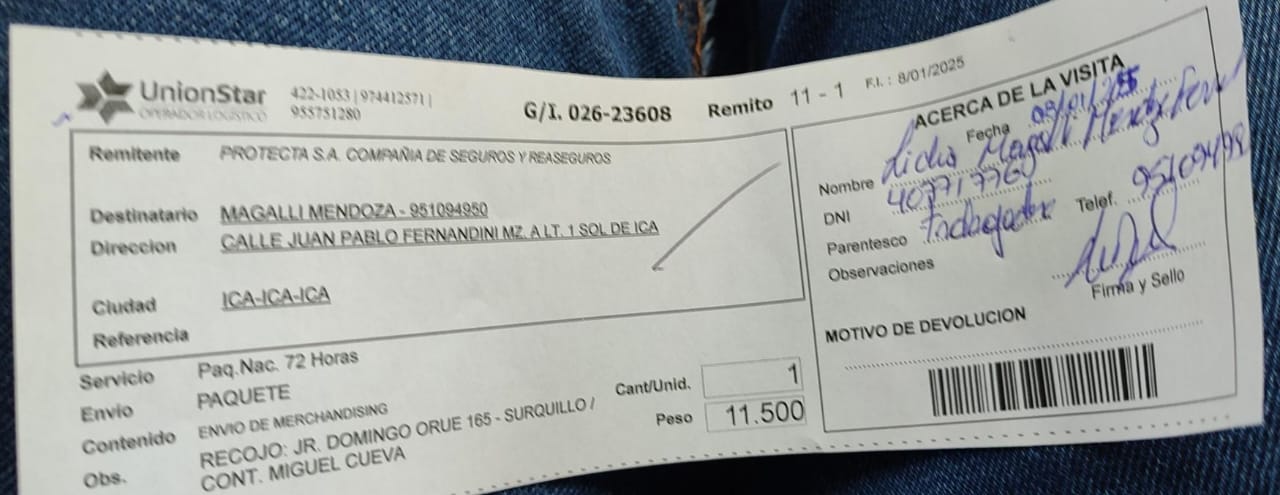 UnionStar
OPERADOR LOGISTICO
422-1053 | 974412571 |
955751280
G/I. 026-23608
Remito 11 - 1
F.I. : 8/01/2025
Remitente PROTECTA S.A. COMPAÑIA DE SEGUROS Y REASEGUROS
Destinatario MAGALLI MENDOZA - 951094950
Direccion CALLE JUAN PABLO FERNANDINI MZ. A LT. 1 SOL DE ICA
Ciudad ICA-ICA-ICA
Referencia
Servicio Paq.Nac. 72 Horas
Envio PAQUETE
Contenido ENVIO DE MERCHANDISING
Obs. RECOJO: JR. DOMINGO ORUE 165 - SURQUILLO /
CONT. MIGUEL CUEVA
Cant/Unid. 1
Peso 11.500
ACERCA DE LA VISITA
Fecha
Nombre Magalli
DNI
Parentesco Telef.
Observaciones
Firma y Sello
MOTIVO DE DEVOLUCION